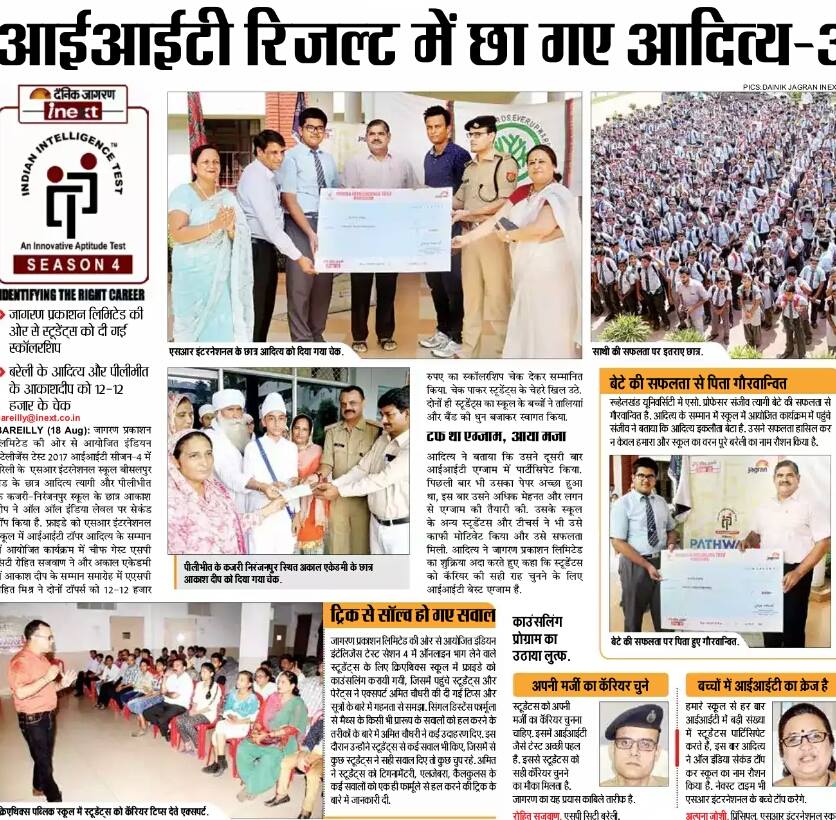 आईआईटी रिजल्ट में छा गए आदित्य-
PICS:DAINIK JAGRAN INEX
दैनिक जागरण
inext
INDIAN INTELLIGENCE TEST
TM
An Innovative Aptitude Test
SEASON 4
IDENTIFYING THE RIGHT CAREER
जागरण प्रकाशन लिमिटेड की
ओर से स्टूडेंट्स को दी गई
स्कॉलरशिप
बरेली के आदित्य और पीलीभीत
के आकाशदीप को 12-12
हजार के चेक
areilly@inext.co.in
BAREILLY (18 Aug): जागरण प्रकाशन
लिमिटेड की ओर से आयोजित इंडियन
टेलीजेंस टेस्ट 2017 आईआईटी सीजन-4 में
रेली के एसआर इंटरनेशनल स्कूल बीसलपुर
के छात्र आदित्य त्यागी और पीलीभीत
कजरी-निरंजनपुर स्कूल के छात्र आकाश
दीप ने ऑल ऑल इंडिया लेवल पर सेकंड
टॉप किया है. फ्राइडे को एसआर इंटरनेशनल
स्कूल में आईआईटी टॉपर आदित्य के सम्मान
में आयोजित कार्यक्रम में चीफ गेस्ट एसपी
सिटी रोहित सजवाण ने और अकाल एकेडमी
आकाश दीप के सम्मान समारोह में एएसपी
रोहित मिश्र ने दोनों टॉपर्स को 12-12 हजार
एसआर इंटरनेशनल के छात्र आदित्य को दिया गया चेक.
साथी की सफलता पर इतराए छात्र.
पीलीभीत के कजरी निरंजनपुर स्थित अकाल एकेडमी के छात्र
आकाश दीप को दिया गया चेक.
रुपए का स्कॉलरशिप चेक देकर सम्मानित
किया. चेक पाकर स्टूडेंट्स के चेहरे खिल उठे.
दोनों ही स्टूडेंट्स का स्कूल के बच्चों ने तालियां
और बैंड की धुन बजाकर स्वागत किया.
टफ था एग्जाम, आया मजा
आदित्य ने बताया कि उसने दूसरी बार
आईआईटी एग्जाम में पार्टीसिपेट किया.
पिछली बार भी उसका पेपर अच्छा हुआ
था, इस बार उसने अधिक मेहनत और लगन
से एग्जाम की तैयारी की. उसके स्कूल
के अन्य स्टूडेंटस और टीचर्स ने भी उसे
काफी मोटिवेट किया और उसे सफलता
मिली. आदित्य ने जागरण प्रकाशन लिमिटेड
का शुक्रिया अदा करते हुए कहा कि स्टूडेंटस
को कॅरियर की सही राह चुनने के लिए
आईआईटी बेस्ट एग्जाम है.
बेटे की सफलता से पिता गौरवान्वित
रुहेलखंड यूनिवर्सिटी में एसो. प्रोफेसर संजीव त्यागी बेटे की सफलता से
गौरवान्वित है. आदित्य के सम्मान में स्कूल में आयोजित कार्यक्रम में पहुंचे
संजीव ने बताया कि आदित्य इकलौता बेटा है. उसने सफलता हासिल कर
न केवल हमारा और स्कूल का वरन पूरे बरेली का नाम रौशन किया है.
jagran
PATHWA
बेटे की सफलता पर पिता हुए गौरवान्वित.
क्रिएथिक्स पब्लिक स्कूल में स्टूडेंट्स को कॅरियर टिप्स देते एक्सपर्ट.
ट्रिक से सॉल्व हो गए सवाल
जागरण प्रकाशन लिमिटेड की ओर से आयोजित इंडियन
इंटेलिजेंस टेस्ट सेशन 4 में ऑनलाइन भाग लेने वाले
स्टूडेंट्स के लिए क्रिएथिक्स स्कूल में फ्राइडे को
काउंसलिंग करायी गयी, जिसमें पहुंचे स्टूडेंट्स और
पेरेंट्स ने एक्सपर्ट अमित चौधरी की दी गई टिप्स और
सूत्रों के बारे में गहनता से समझा. सिंगल डिस्टेंस फार्मूला
से मैथ्स के किसी भी प्रारूप के सवालों को हल करने के
तरीकों के बारे में अमित चौधरी ने कई उदाहरण दिए. इस
दौरान उन्होंने स्टूडेंट्स से कई सवाल भी किए, जिसमें से
कुछ स्टूडेंट्स ने सही सवाल दिए तो कुछ चुप रहे. अमित
ने स्टूडेंट्स को ट्रिगनामेंटरी, एलजेबरा, कैलकुलस के
कई सवालों को एक ही फार्मूले से हल करने की ट्रिक के
बारे में जानकारी दी.
काउंसलिंग
प्रोग्राम का
उठाया लुत्फ.
अपनी मर्जी का कॅरियर चुने
स्टूडेंटस को अपनी
मर्जी का कॅरियर चुनना
चाहिए. इसमें आईआईटी
जैसे टेस्ट अच्छी पहल
है. इससे स्टूडेंटस को
सही कॅरियर चुनने
का मौका मिलता है.
जागरण का यह प्रयास काबिले तारीफ है.
रोहित सजवाण, एसपी सिटी बरेली.
बच्चों में आईआईटी का क्रेज है
हमारे स्कूल से हर बार
आईआईटी में बड़ी संख्या
में स्टूडेंटस पार्टिसिपेट
करते हैं, इस बार आदित्य
ने ऑल इंडिया सेकंड टॉप
कर स्कूल का नाम रौशन
किया है. नेक्स्ट टाइम भी
एसआर इंटरनेशनल के बच्चे टॉप करेंगे.
अल्पना जोशी, प्रिंसिपल, एसआर इंटरनेशनल स्क